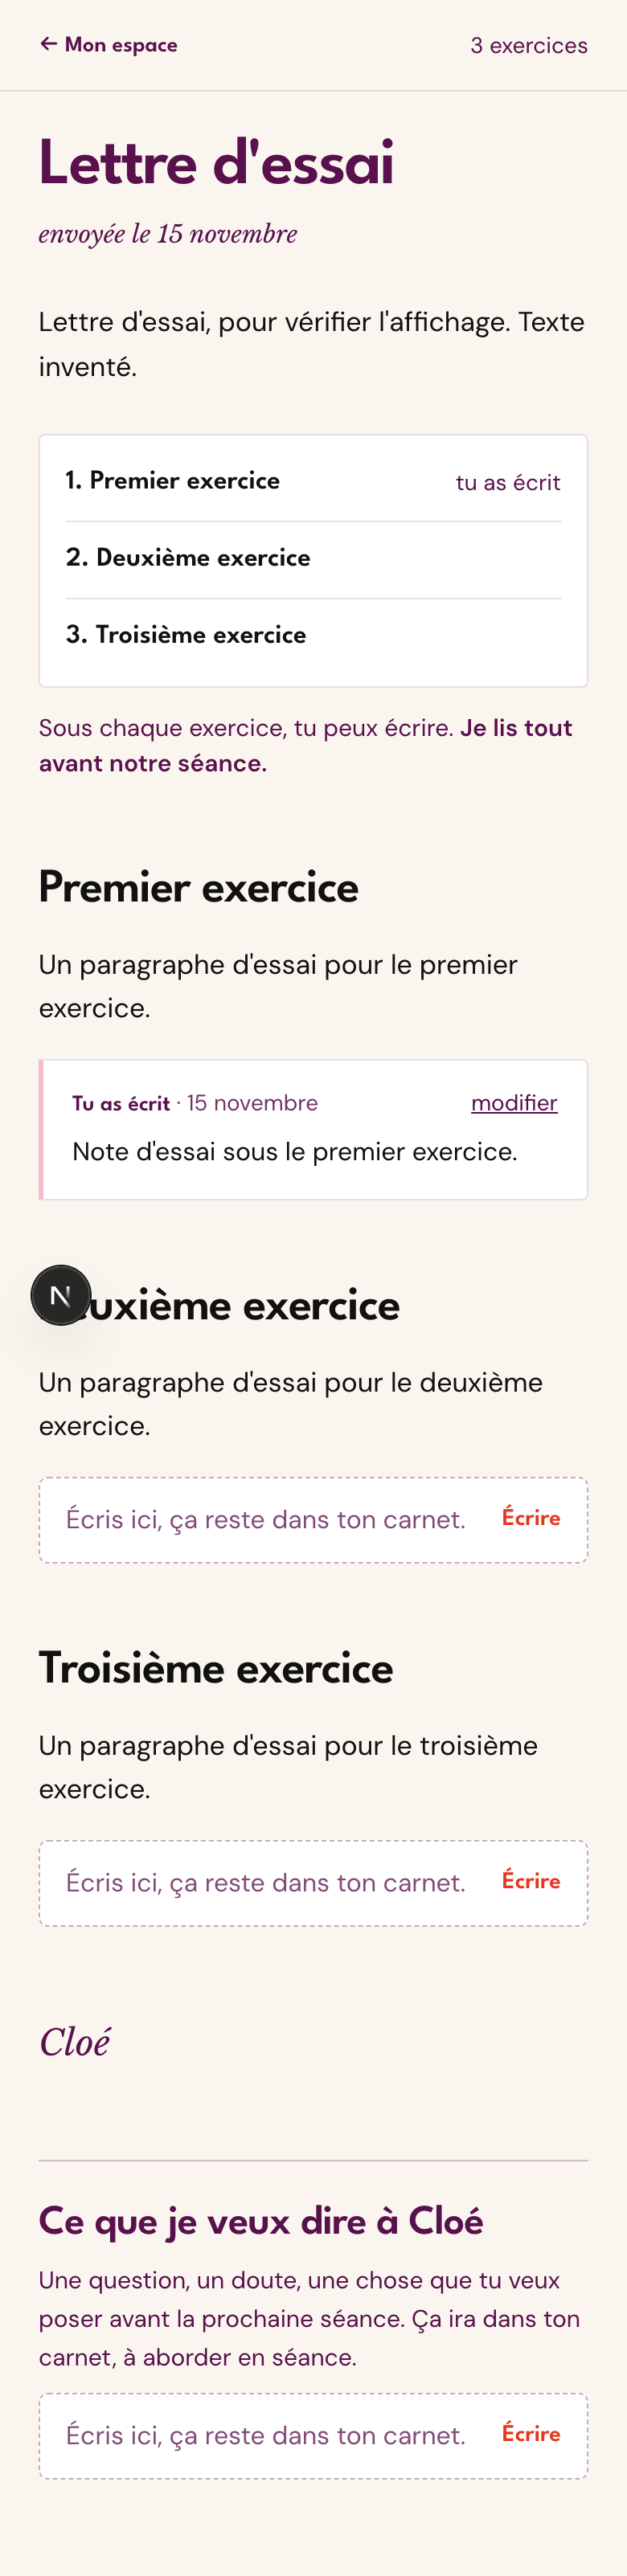 ← Mon espace
3 exercices
Lettre d'essai
envoyée le 15 novembre
Lettre d'essai, pour vérifier l'affichage. Texte
inventé.
1. Premier exercice
tu as écrit
2. Deuxième exercice
3. Troisième exercice
Sous chaque exercice, tu peux écrire. Je lis tout
avant notre séance.
Premier exercice
Un paragraphe d'essai pour le premier
exercice.
Tu as écrit · 15 novembre
modifier
Note d'essai sous le premier exercice.
N
uxième exercice
Un paragraphe d'essai pour le deuxième
exercice.
Écris ici, ça reste dans ton carnet.
Écrire
Troisième exercice
Un paragraphe d'essai pour le troisième
exercice.
Écris ici, ça reste dans ton carnet.
Écrire
Cloé
Ce que je veux dire à Cloé
Une question, un doute, une chose que tu veux
poser avant la prochaine séance. Ça ira dans ton
carnet, à aborder en séance.
Écris ici, ça reste dans ton carnet.
Écrire